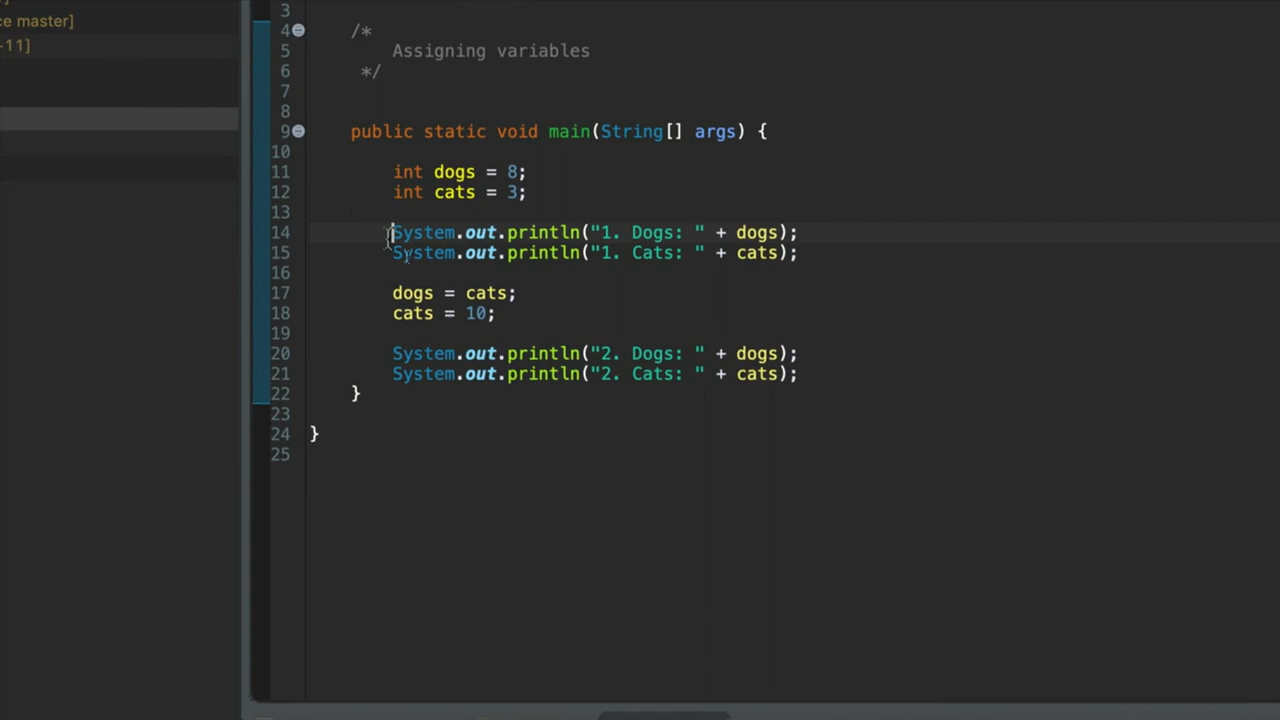 ce master]
-11]
3
4 /*
5 Assigning variables
6 */
7
8
9 public static void main(String[] args) {
10
11 int dogs = 8;
12 int cats = 3;
13
14 System.out.println("1. Dogs: " + dogs);
15 System.out.println("1. Cats: " + cats);
16
17 dogs = cats;
18 cats = 10;
19
20 System.out.println("2. Dogs: " + dogs);
21 System.out.println("2. Cats: " + cats);
22 }
23
24 }
25